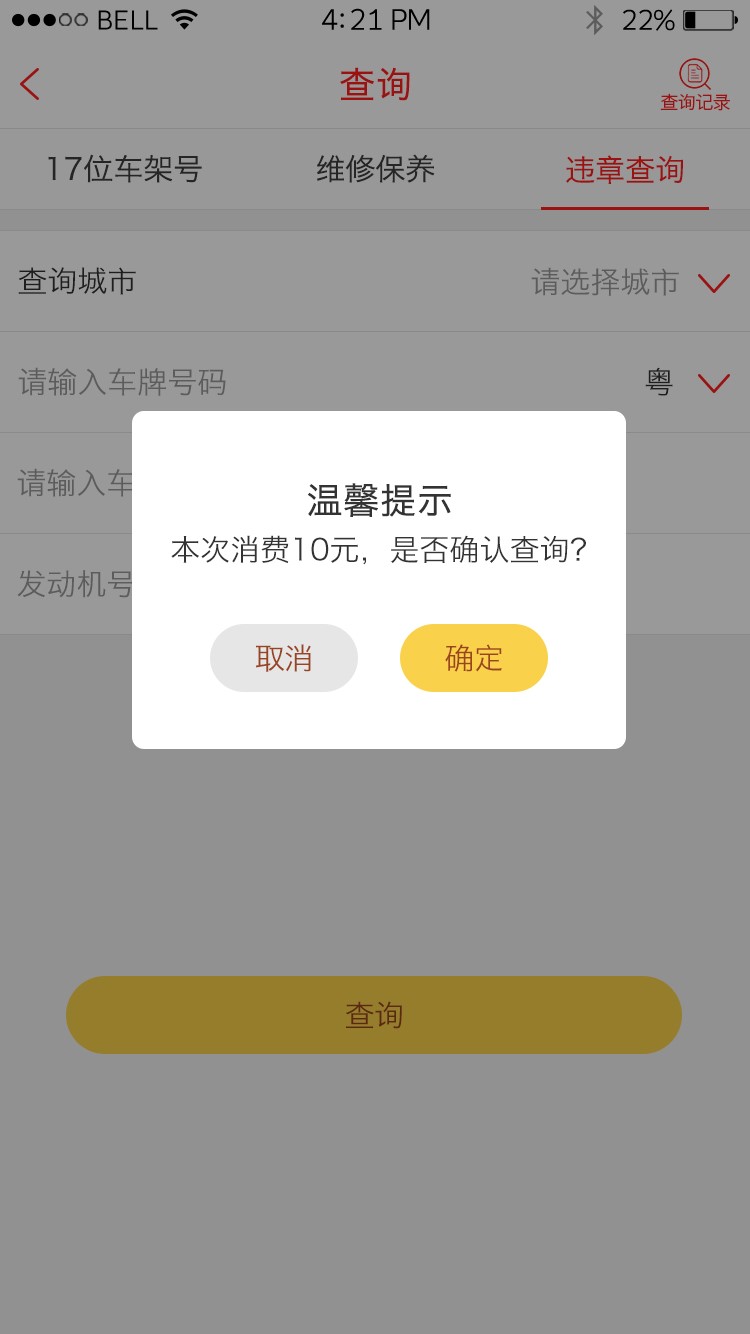 BELL 4:21 PM 22%
查询
查询记录
17位车架号 维修保养 违章查询
查询城市 请选择城市
请输入车牌号码 粤
请输入车
发动机号
温馨提示
本次消费10元，是否确认查询?
取消 确定
查询